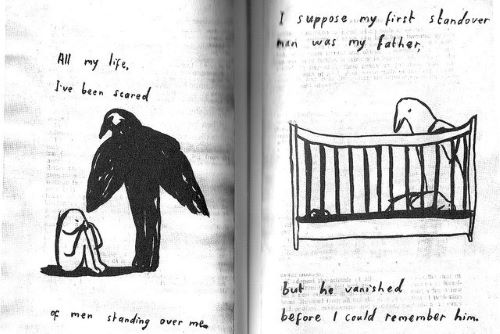 All my life,
I've been scared
of men standing over me.
I suppose my first standover
man was my father,
but he vanished
before I could remember him.